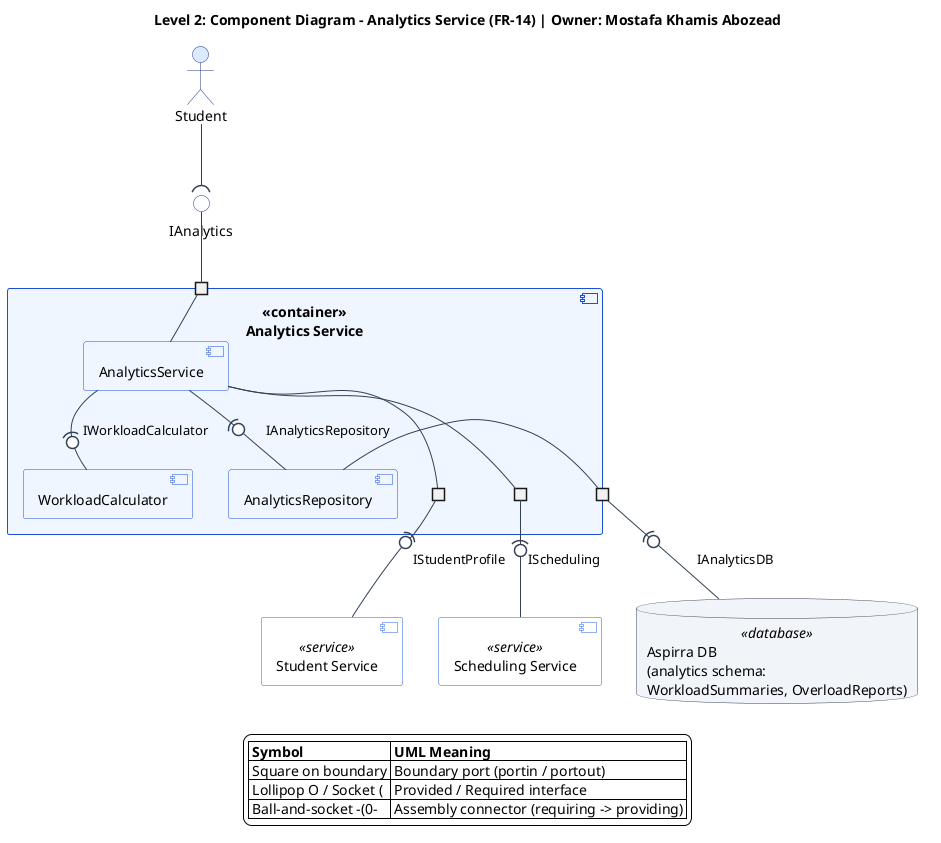 Level 2: Component Diagram - Analytics Service (FR-14) | Owner: Mostafa Khamis Abozead
Student
IAnalytics
«container»
Analytics Service
AnalyticsService
IWorkloadCalculator
IAnalyticsRepository
WorkloadCalculator
AnalyticsRepository
IStudentProfile
IScheduling
IAnalyticsDB
«service»
Student Service
«service»
Scheduling Service
«database»
Aspirra DB
(analytics schema:
WorkloadSummaries, OverloadReports)
Symbol UML Meaning
Square on boundary Boundary port (portin / portout)
Lollipop O / Socket ( Provided / Required interface
Ball-and-socket -(0- Assembly connector (requiring -> providing)